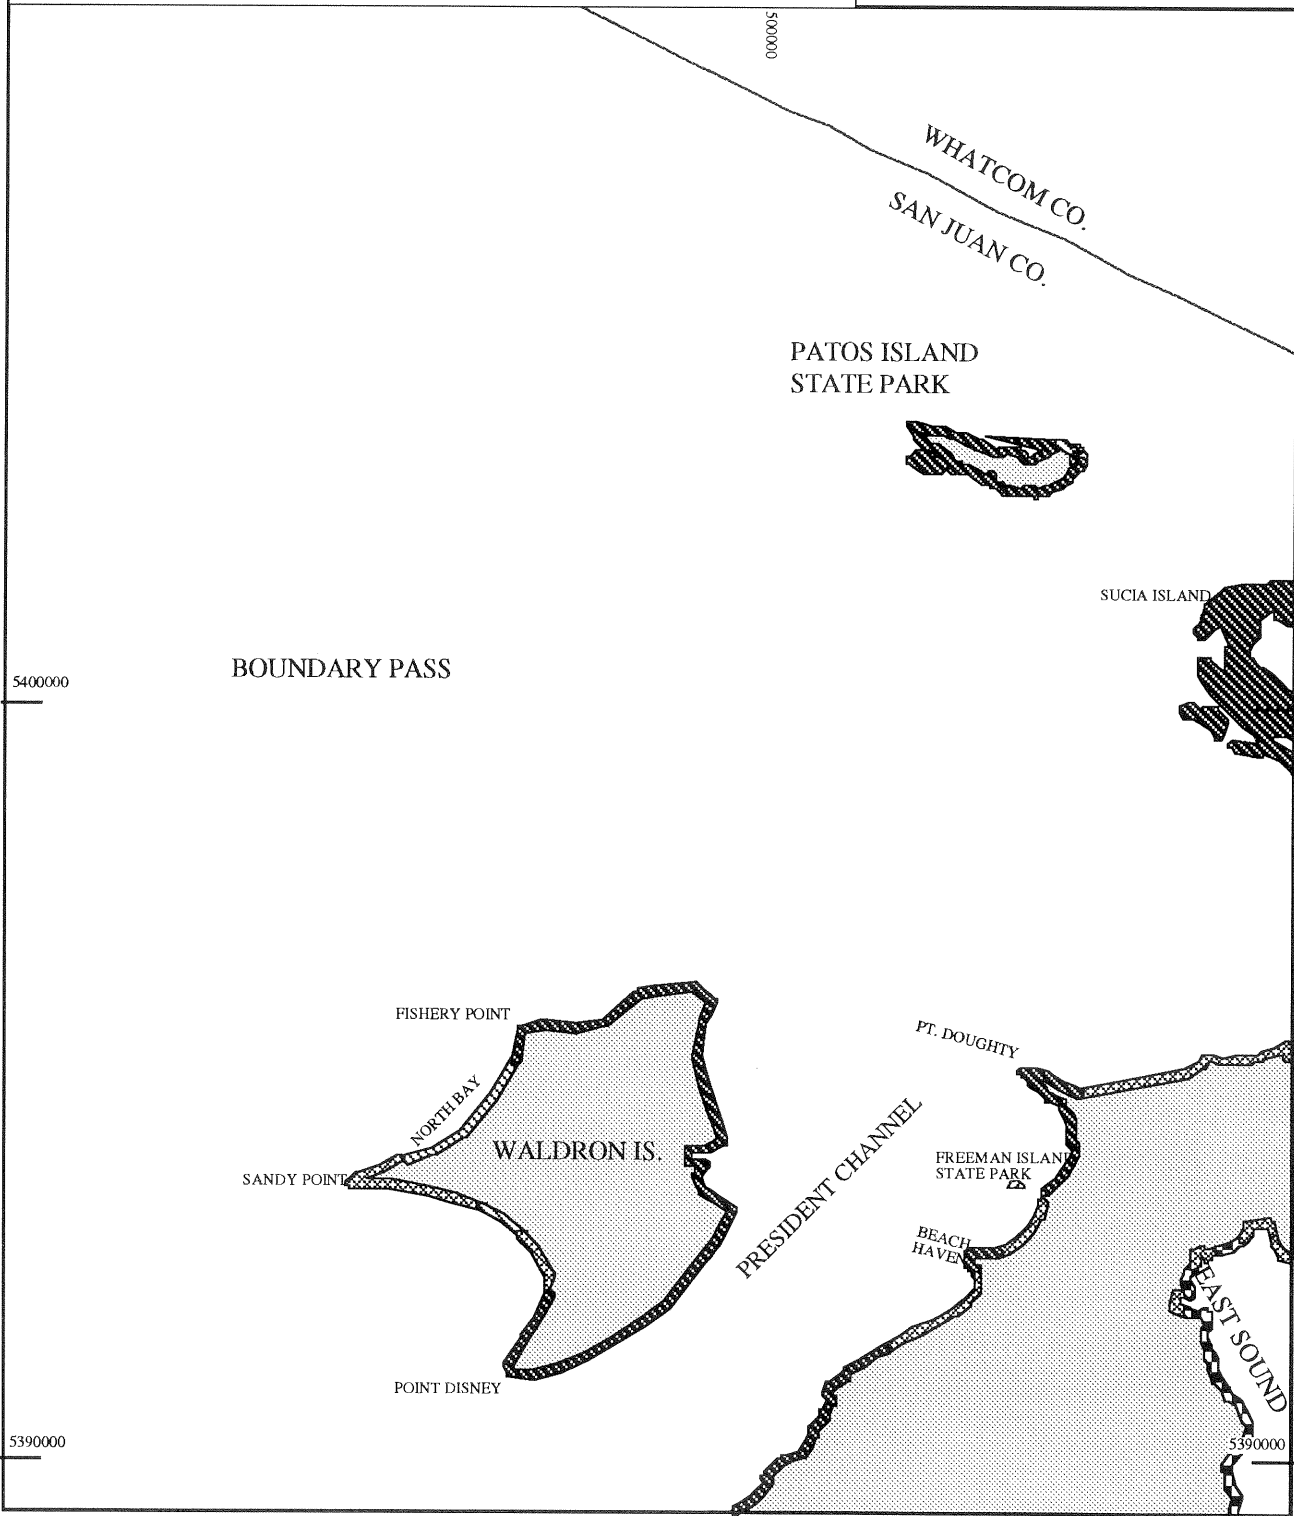 500000
WHATCOM CO.
SAN JUAN CO.
PATOS ISLAND
STATE PARK
SUCIA ISLAND
BOUNDARY PASS
5400000
FISHERY POINT
PT. DOUGHTY
NORTH BAY
WALDRON IS.
PRESIDENT CHANNEL
FREEMAN ISLAND
STATE PARK
SANDY POINT
BEACH
HAVEN
EAST SOUND
POINT DISNEY
5390000
5390000